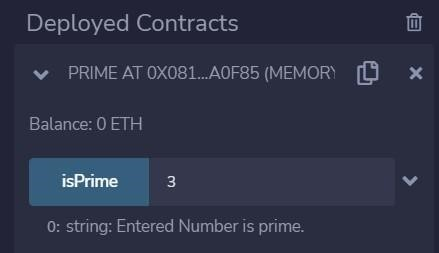 Deployed Contracts
PRIME AT 0X081...A0F85 (MEMORY
Balance: 0 ETH
isPrime 3
0: string: Entered Number is prime.